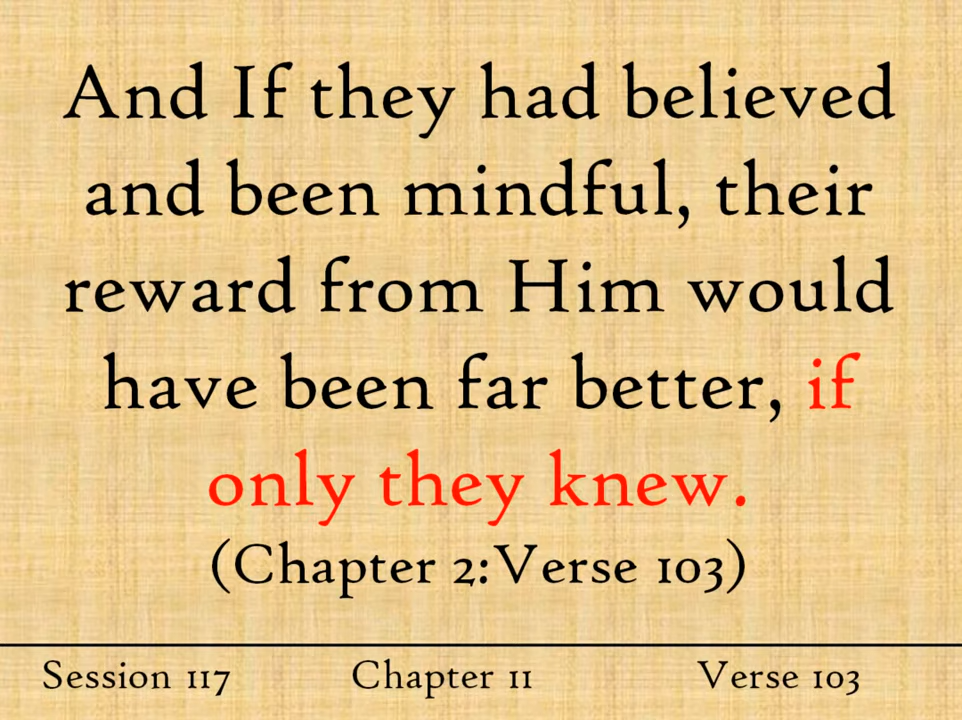 And If they had believed
and been mindful, their
reward from Him would
have been far better, if
only they knew.
(Chapter 2:Verse 103)
Session 117 Chapter 11 Verse 103